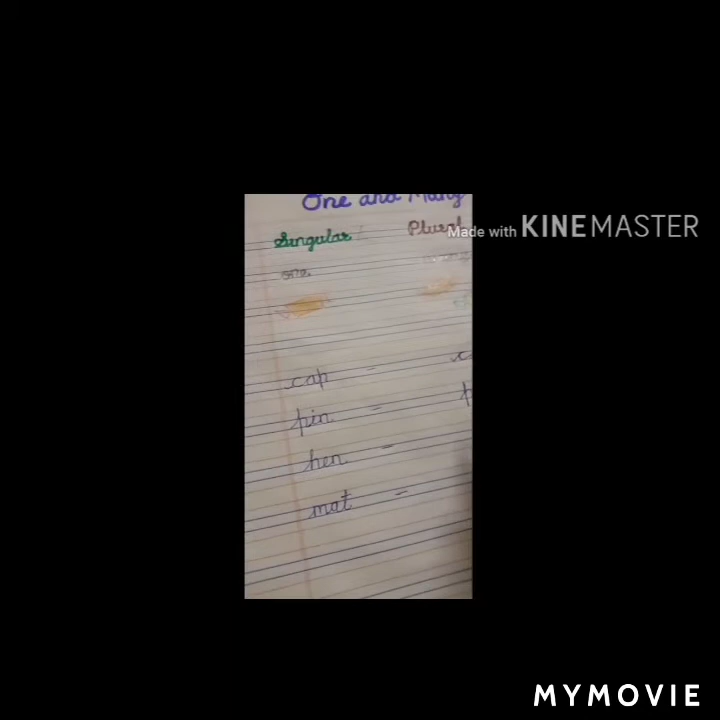 One and Many
Singular Plural
Made with KINEMASTER
one
cap -
pin -
hen -
mat -
MYMOVIE